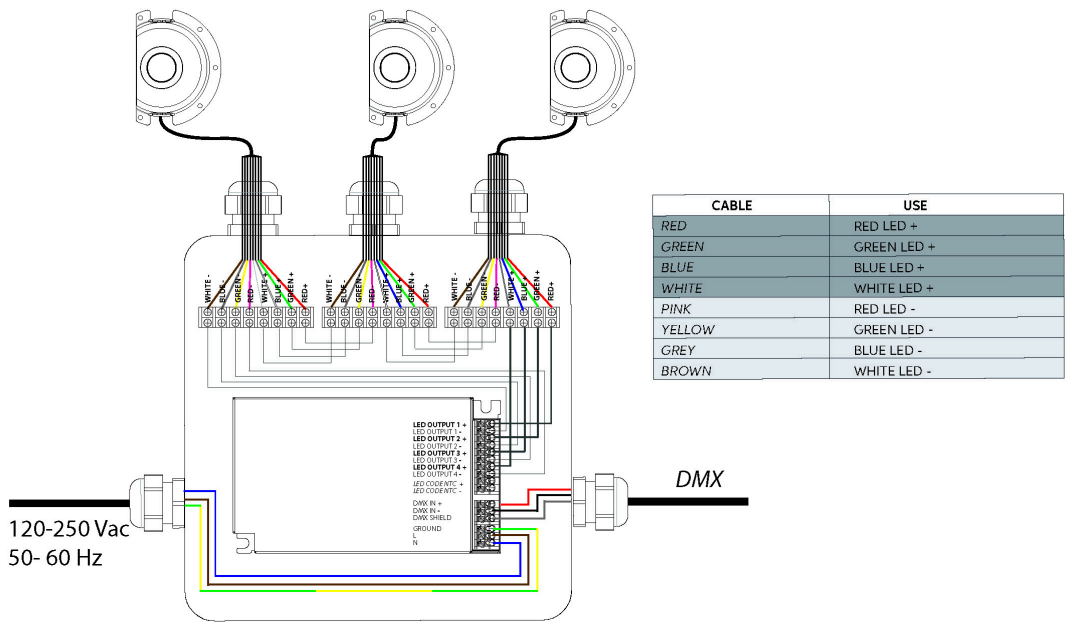 WHITE -
BLUE -
GREEN -
RED -
WHITE +
BLUE +
GREEN +
RED+
WHITE -
BLUE -
GREEN -
RED -
WHITE +
BLUE +
GREEN +
RED+
WHITE -
BLUE -
GREEN -
RED -
WHITE +
BLUE +
GREEN +
RED+
CABLE USE
RED RED LED +
GREEN GREEN LED +
BLUE BLUE LED +
WHITE WHITE LED +
PINK RED LED -
YELLOW GREEN LED -
GREY BLUE LED -
BROWN WHITE LED -
LED OUTPUT 1 +
LED OUTPUT 1 -
LED OUTPUT 2 +
LED OUTPUT 2 -
LED OUTPUT 3 +
LED OUTPUT 3 -
LED OUTPUT 4 +
LED OUTPUT 4 -
LED CODE NTC +
LED CODE NTC -
DMX IN +
DMX IN -
DMX SHIELD
GROUND
L
N
DMX
120-250 Vac
50- 60 Hz